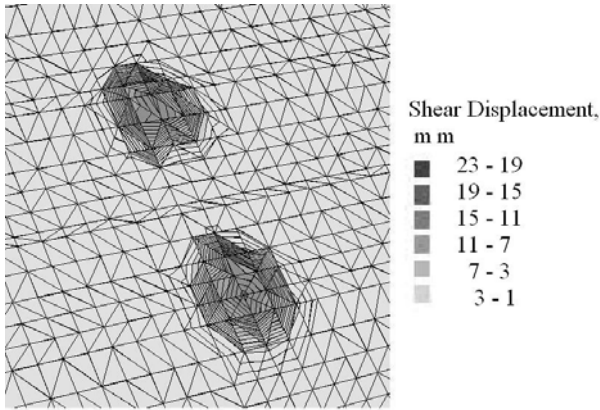 Shear Displacement,
m m
23 - 19
19 - 15
15 - 11
11 - 7
7 - 3
3 - 1